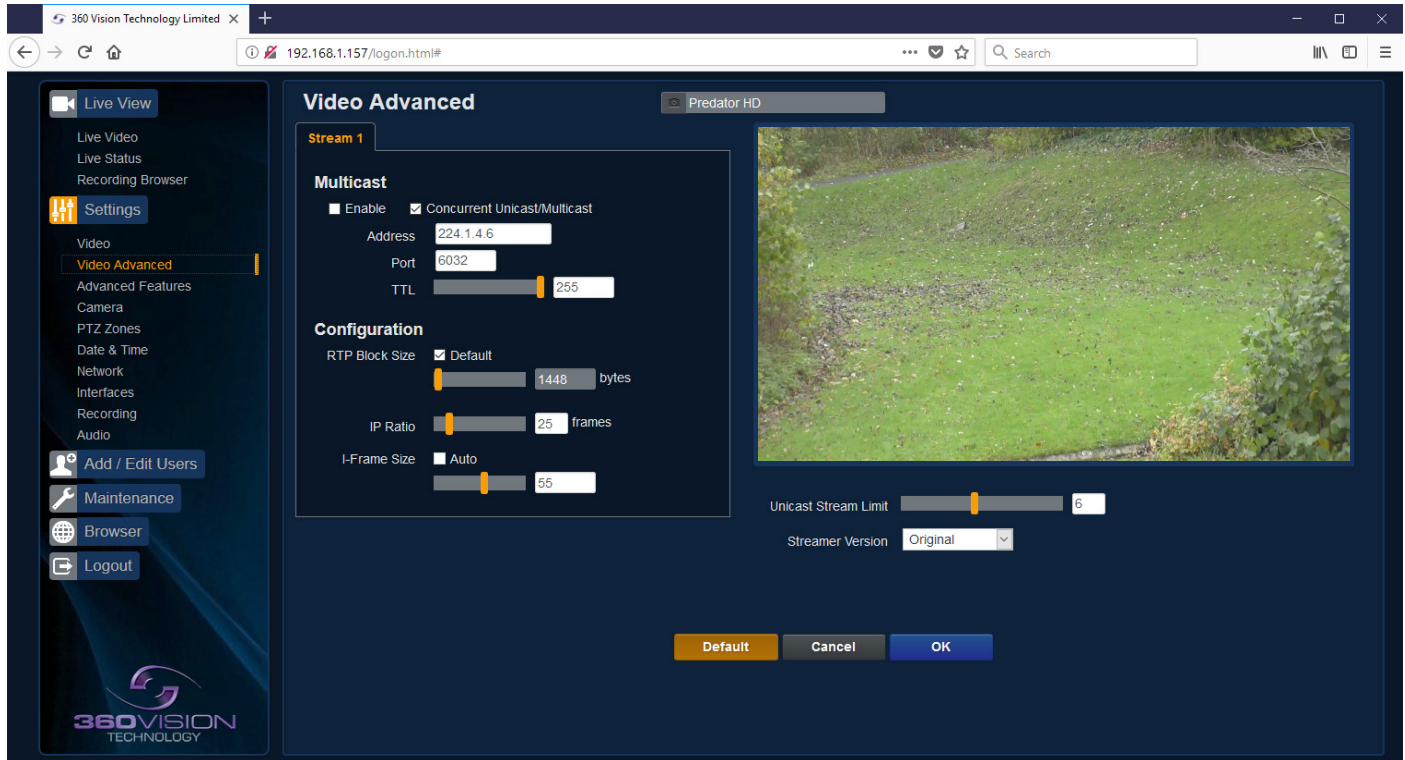 360 Vision Technology Limited
192.168.1.157/logon.html#
Search
Live View
Live Video
Live Status
Recording Browser
Settings
Video
Video Advanced
Advanced Features
Camera
PTZ Zones
Date & Time
Network
Interfaces
Recording
Audio
Add / Edit Users
Maintenance
Browser
Logout
360VISION
TECHNOLOGY
Video Advanced
Predator HD
Stream 1
Multicast
Enable Concurrent Unicast/Multicast
Address 224.1.4.6
Port 6032
TTL 255
Configuration
RTP Block Size Default
1448 bytes
IP Ratio 25 frames
I-Frame Size Auto
55
Unicast Stream Limit 6
Streamer Version Original
Default Cancel OK